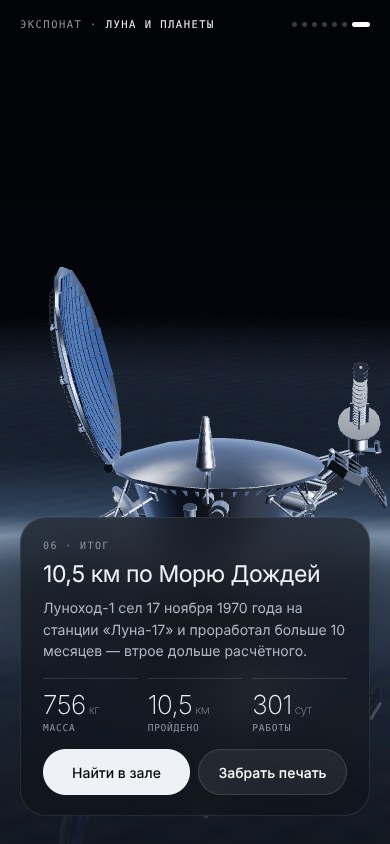 ЭКСПОНАТ · ЛУНА И ПЛАНЕТЫ
06 · ИТОГ
10,5 км по Морю Дождей
Луноход-1 сел 17 ноября 1970 года на
станции «Луна-17» и проработал больше 10
месяцев — втрое дольше расчётного.
756 кг 10,5 км 301 сут
МАССА ПРОЙДЕНО РАБОТЫ
Найти в зале Забрать печать